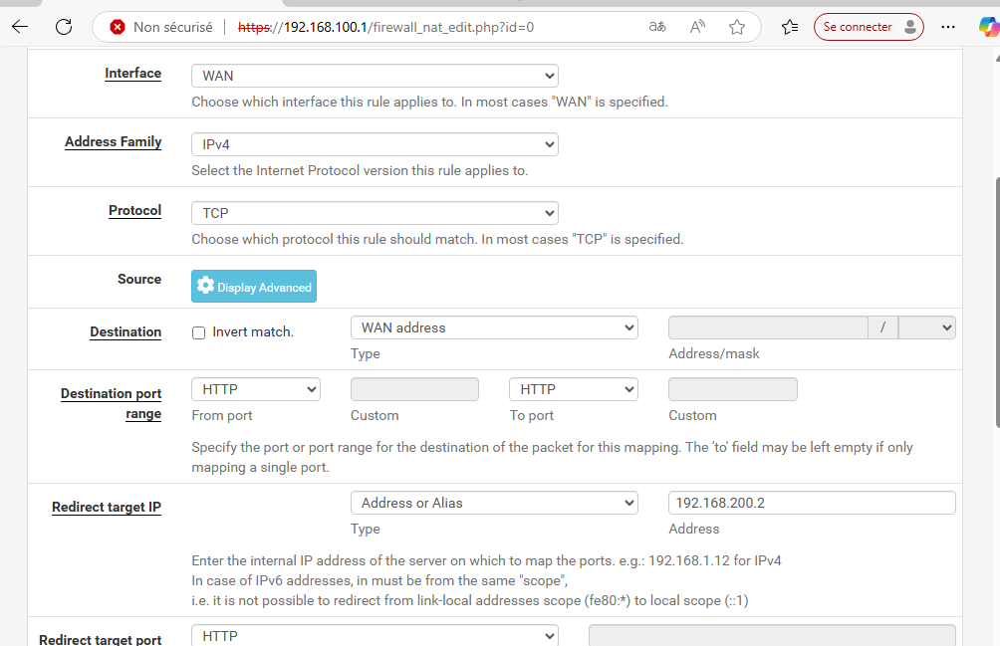 Non sécurisé https://192.168.100.1/firewall_nat_edit.php?id=0 aあ A Se connecter
Interface WAN
Choose which interface this rule applies to. In most cases "WAN" is specified.
Address Family IPv4
Select the Internet Protocol version this rule applies to.
Protocol TCP
Choose which protocol this rule should match. In most cases "TCP" is specified.
Source Display Advanced
Destination Invert match. WAN address /
Type Address/mask
Destination port range HTTP HTTP
From port Custom To port Custom
Specify the port or port range for the destination of the packet for this mapping. The 'to' field may be left empty if only
mapping a single port.
Redirect target IP Address or Alias 192.168.200.2
Type Address
Enter the internal IP address of the server on which to map the ports. e.g.: 192.168.1.12 for IPv4
In case of IPv6 addresses, in must be from the same "scope",
i.e. it is not possible to redirect from link-local addresses scope (fe80:*) to local scope (::1)
Redirect target port HTTP